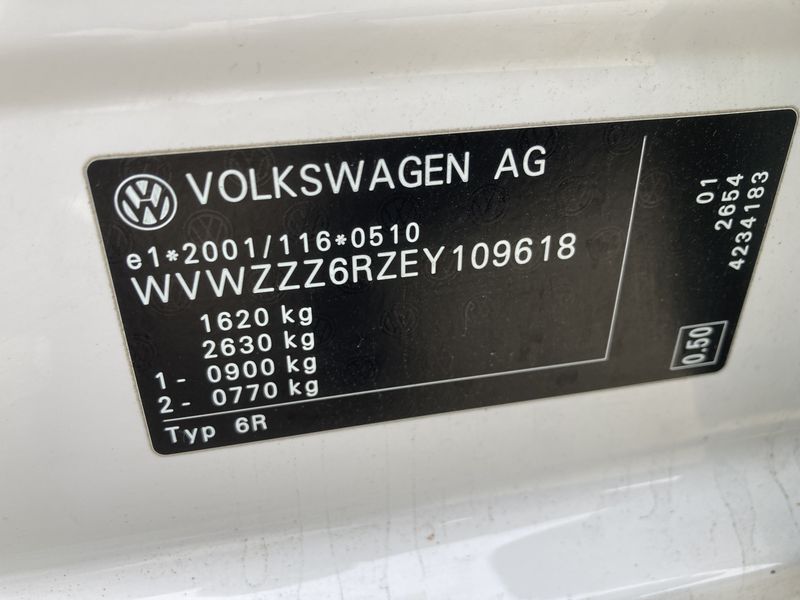 VOLKSWAGEN AG
e1*2001/116*0510
WVWZZZ6RZEY109618
1620 kg
2630 kg
1- 0900 kg
2- 0770 kg
Typ 6R
01
2654
4234183
0.50